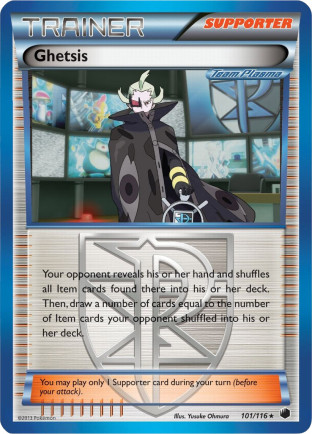 TRAINER
SUPPORTER
Ghetsis
Team Plasma
Your opponent reveals his or her hand and shuffles
all Item cards found there into his or her deck.
Then, draw a number of cards equal to the number
of Item cards your opponent shuffled into his or
her deck.
You may play only 1 Supporter card during your turn (before
your attack).
©2013 Pokémon
Illus. Yusuke Ohmura
101/116 ★